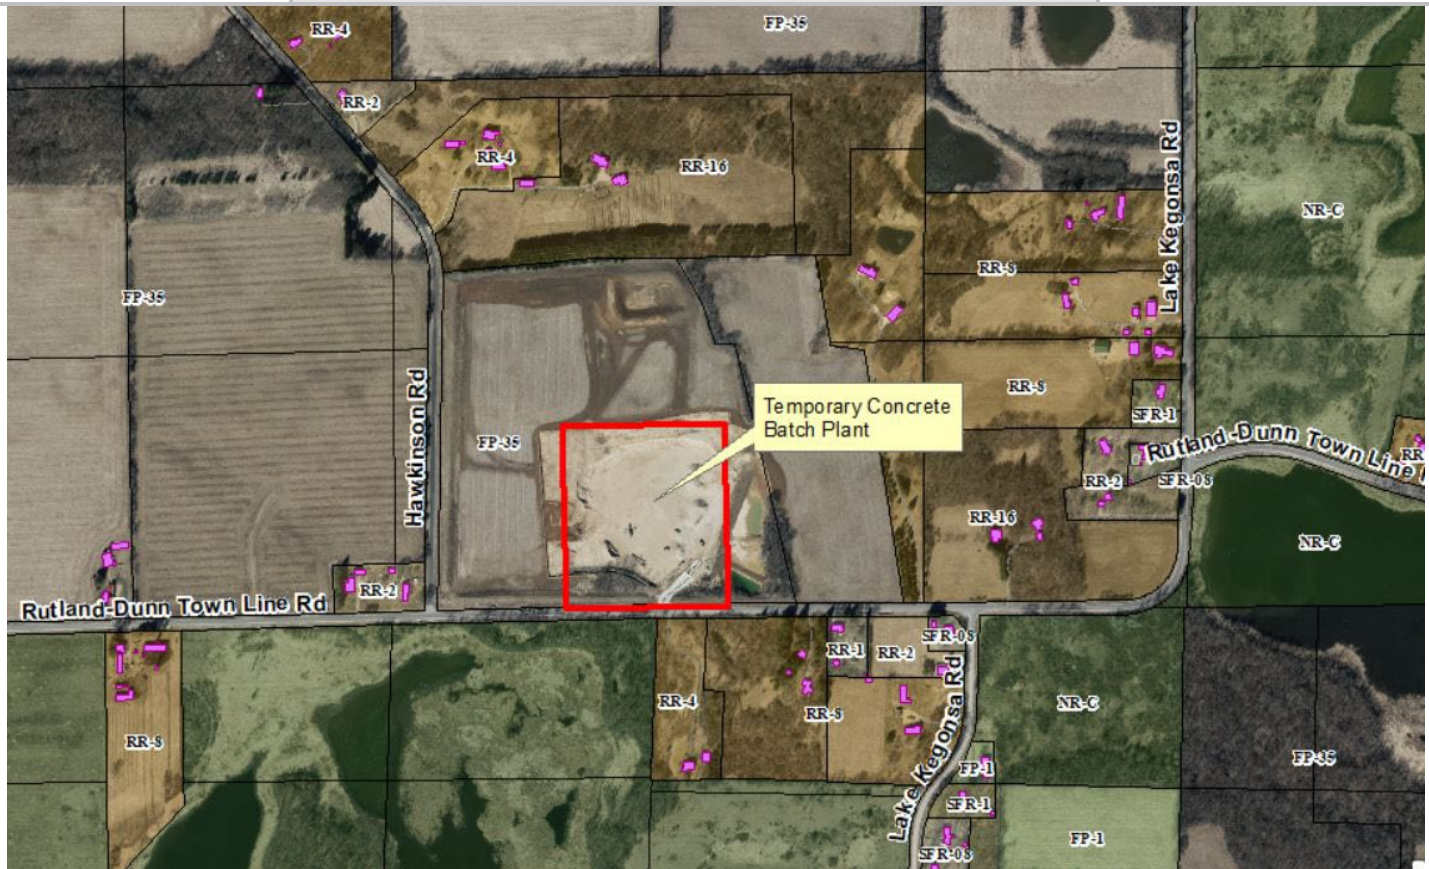 RR-4
FP-35
RR-2
RR-4
RR-16
Lake Kegonsa Rd
NR-C
RR-8
FP-35
Hawkinson Rd
RR-8
Temporary Concrete
Batch Plant
SFR-1
FP-35
Rutland-Dunn Town Line
RR
RR-2
SFR-08
RR-16
NR-C
RR-2
Rutland-Dunn Town Line Rd
SFR-08
RR-1
RR-2
Lake Kegonsa Rd
RR-4
RR-8
NR-C
RR-8
FP-35
FP-1
SFR-1
FP-1
SFR-08